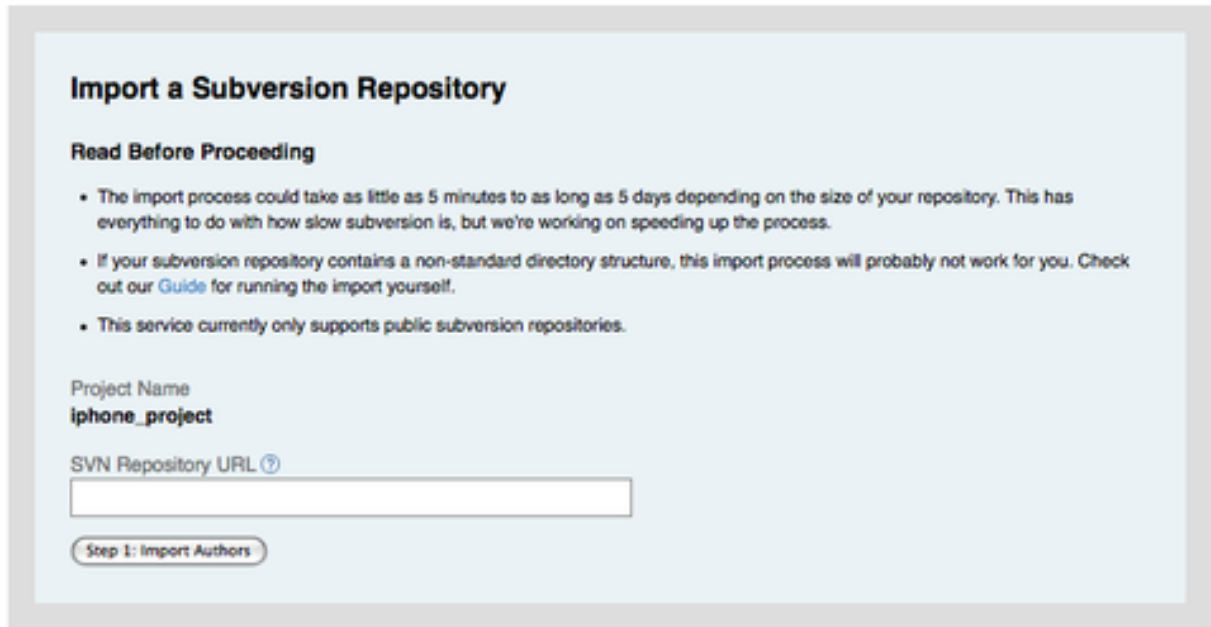 Import a Subversion Repository
Read Before Proceeding
• The import process could take as little as 5 minutes to as long as 5 days depending on the size of your repository. This has
everything to do with how slow subversion is, but we're working on speeding up the process.
• If your subversion repository contains a non-standard directory structure, this import process will probably not work for you. Check
out our Guide for running the import yourself.
• This service currently only supports public subversion repositories.
Project Name
iphone_project
SVN Repository URL ?
Step 1: Import Authors